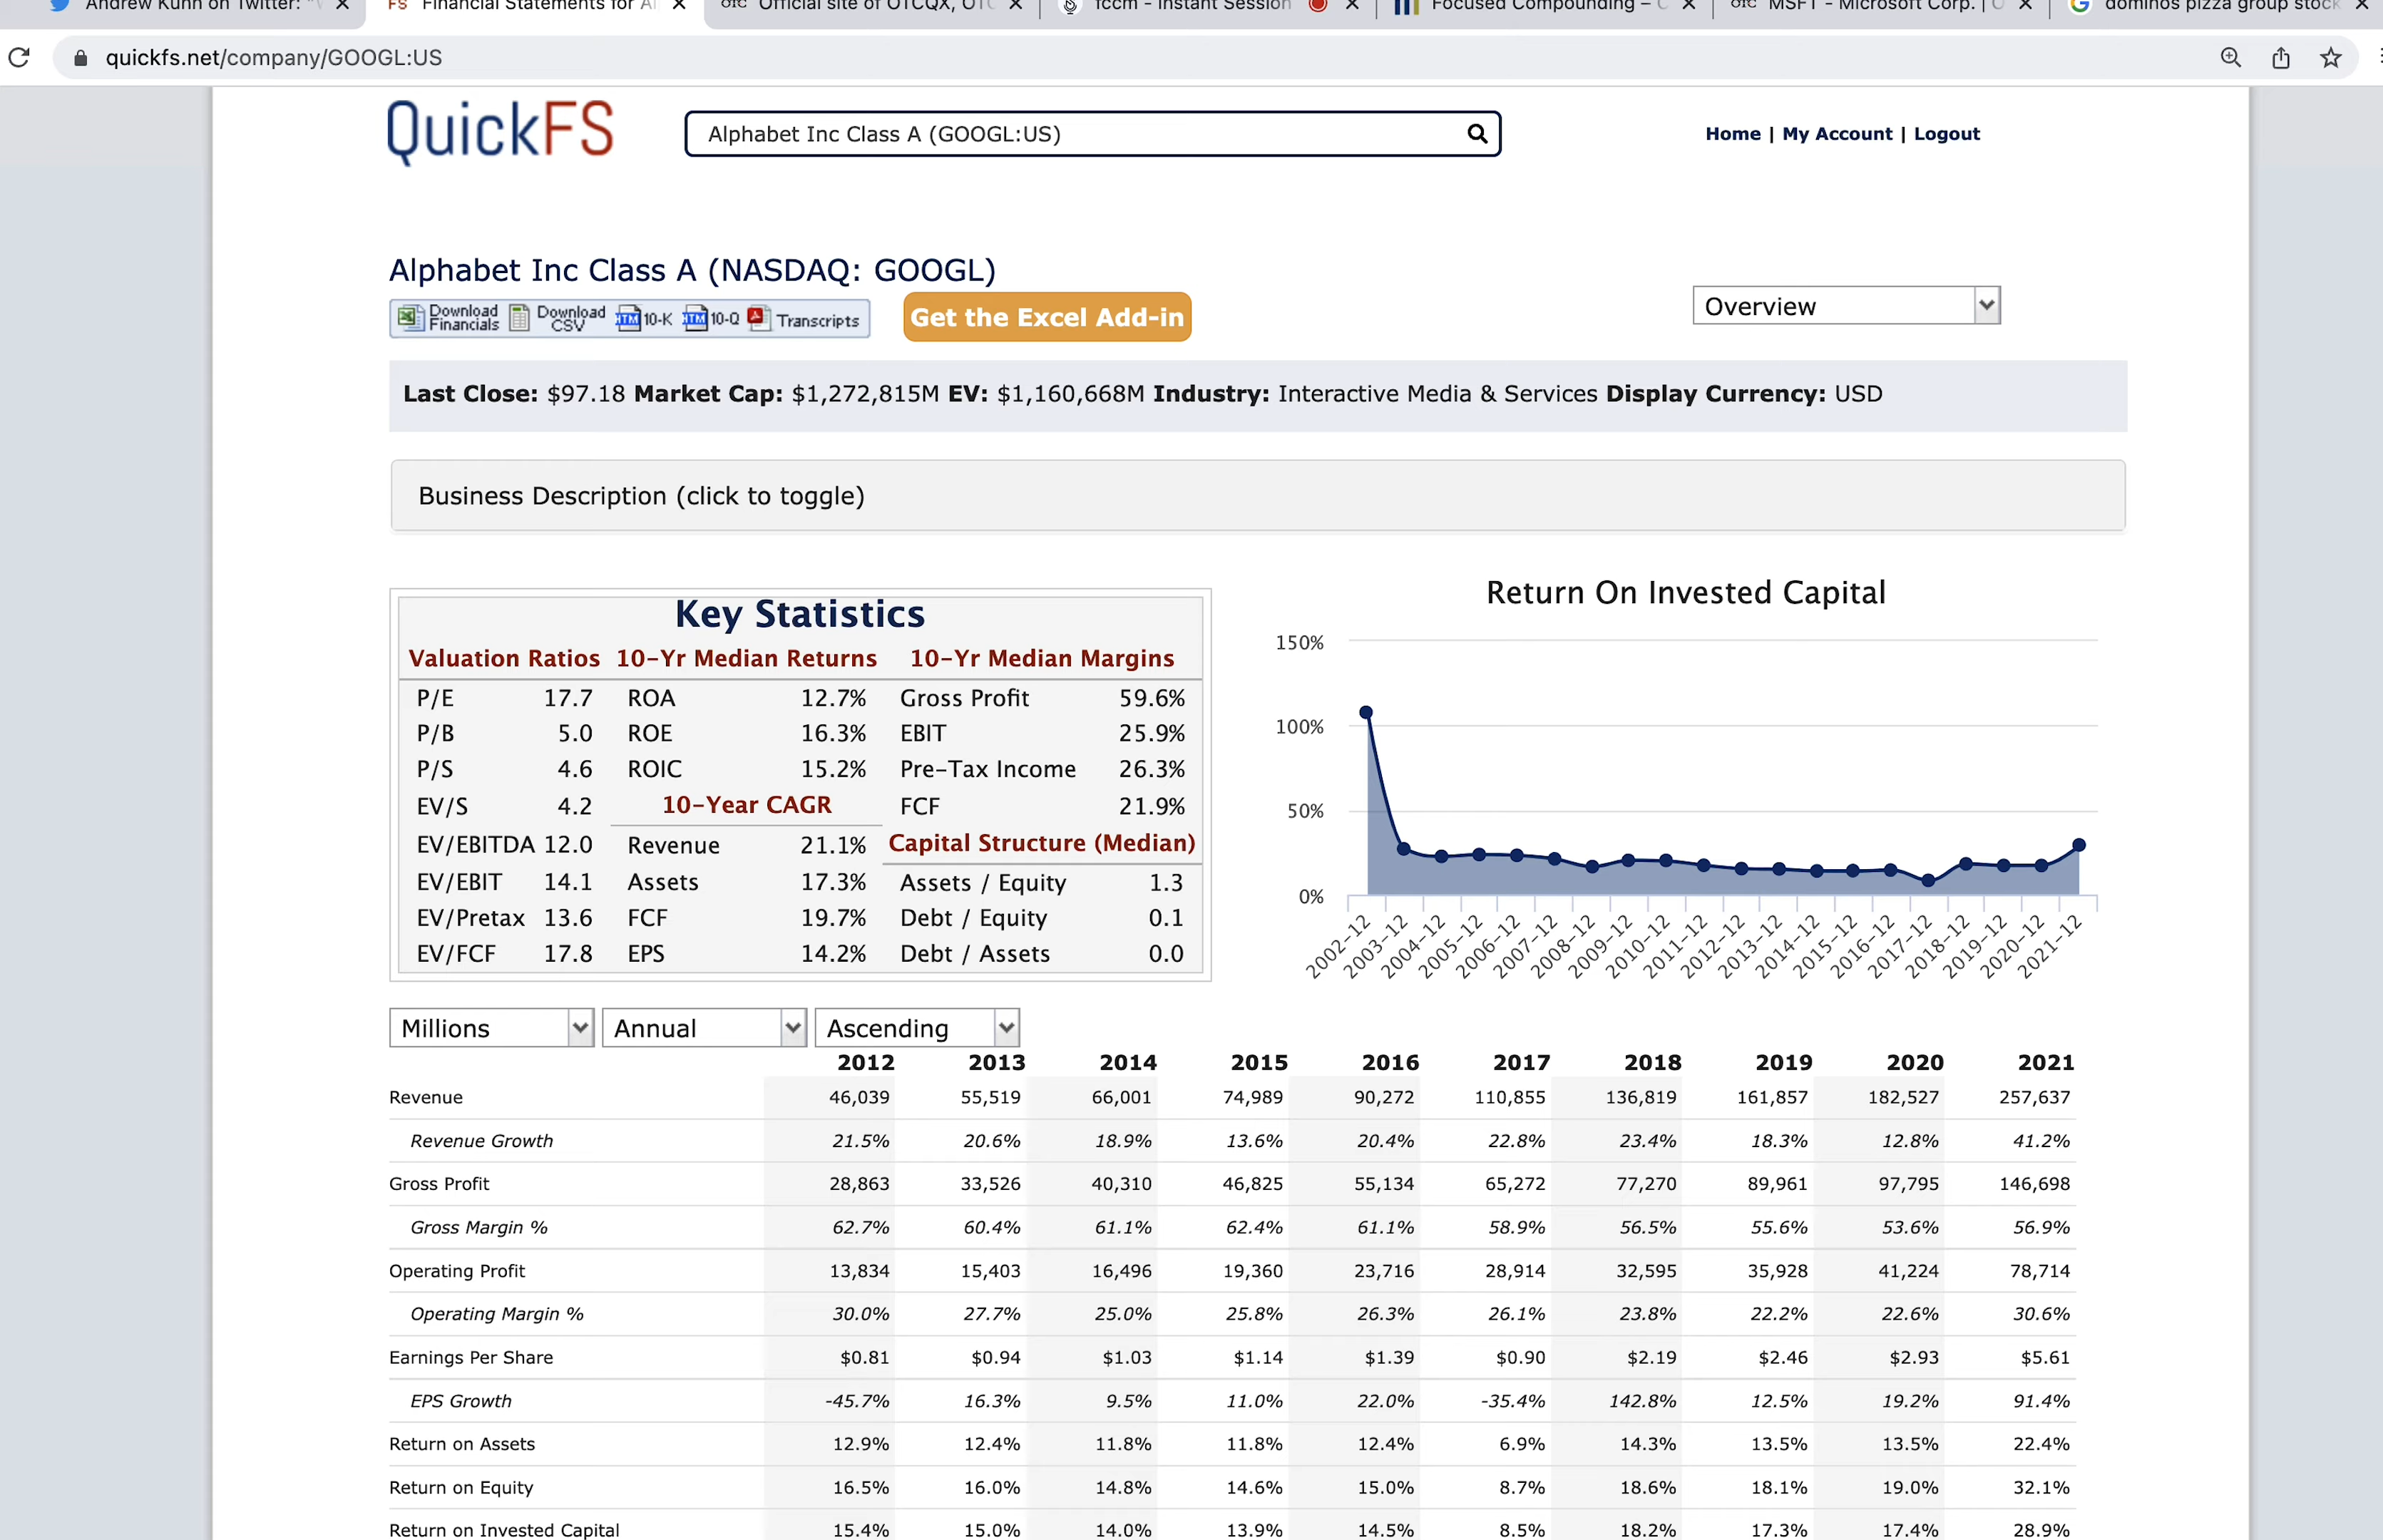 Andrew Kuhn on Twitter: "
FS Financial Statements for Al
OTC Official site of OTCQX, OTC
fccm - Instant Session
Focused Compounding – C
OTC MSFT - Microsoft Corp. | O
G dominos pizza group stock
quickfs.net/company/GOOGL:US
QuickFS
Alphabet Inc Class A (GOOGL:US)
Home | My Account | Logout
Alphabet Inc Class A (NASDAQ: GOOGL)
Download Financials Download CSV HTM 10-K HTM 10-Q Transcripts
Get the Excel Add-in
Overview
Last Close: $97.18 Market Cap: $1,272,815M EV: $1,160,668M Industry: Interactive Media & Services Display Currency: USD
Business Description (click to toggle)
Key Statistics
Valuation Ratios 10-Yr Median Returns 10-Yr Median Margins
P/E 17.7 ROA 12.7% Gross Profit 59.6%
P/B 5.0 ROE 16.3% EBIT 25.9%
P/S 4.6 ROIC 15.2% Pre-Tax Income 26.3%
EV/S 4.2 10-Year CAGR FCF 21.9%
EV/EBITDA 12.0 Revenue 21.1% Capital Structure (Median)
EV/EBIT 14.1 Assets 17.3% Assets / Equity 1.3
EV/Pretax 13.6 FCF 19.7% Debt / Equity 0.1
EV/FCF 17.8 EPS 14.2% Debt / Assets 0.0
Return On Invested Capital
150%
100%
50%
0%
2002-12 2003-12 2004-12 2005-12 2006-12 2007-12 2008-12 2009-12 2010-12 2011-12 2012-12 2013-12 2014-12 2015-12 2016-12 2017-12 2018-12 2019-12 2020-12 2021-12
Millions Annual Ascending
2012 2013 2014 2015 2016 2017 2018 2019 2020 2021
Revenue 46,039 55,519 66,001 74,989 90,272 110,855 136,819 161,857 182,527 257,637
Revenue Growth 21.5% 20.6% 18.9% 13.6% 20.4% 22.8% 23.4% 18.3% 12.8% 41.2%
Gross Profit 28,863 33,526 40,310 46,825 55,134 65,272 77,270 89,961 97,795 146,698
Gross Margin % 62.7% 60.4% 61.1% 62.4% 61.1% 58.9% 56.5% 55.6% 53.6% 56.9%
Operating Profit 13,834 15,403 16,496 19,360 23,716 28,914 32,595 35,928 41,224 78,714
Operating Margin % 30.0% 27.7% 25.0% 25.8% 26.3% 26.1% 23.8% 22.2% 22.6% 30.6%
Earnings Per Share $0.81 $0.94 $1.03 $1.14 $1.39 $0.90 $2.19 $2.46 $2.93 $5.61
EPS Growth -45.7% 16.3% 9.5% 11.0% 22.0% -35.4% 142.8% 12.5% 19.2% 91.4%
Return on Assets 12.9% 12.4% 11.8% 11.8% 12.4% 6.9% 14.3% 13.5% 13.5% 22.4%
Return on Equity 16.5% 16.0% 14.8% 14.6% 15.0% 8.7% 18.6% 18.1% 19.0% 32.1%
Return on Invested Capital 15.4% 15.0% 14.0% 13.9% 14.5% 8.5% 18.2% 17.3% 17.4% 28.9%